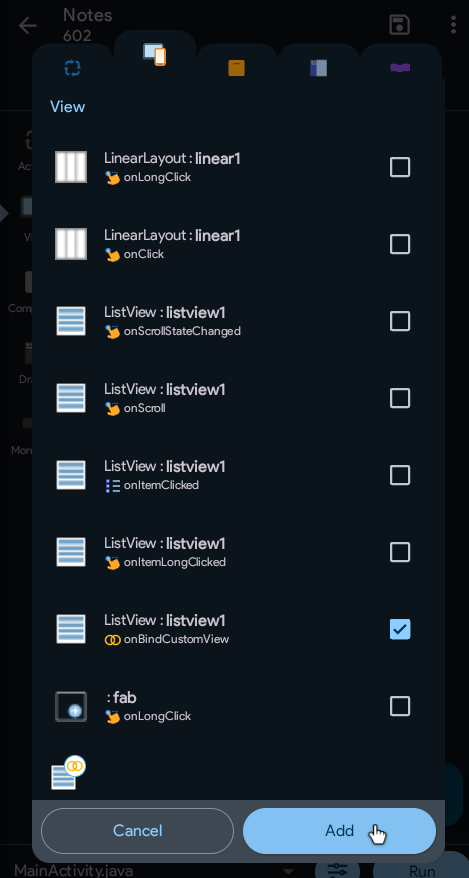 Notes
602
View
LinearLayout : linear1
onLongClick
LinearLayout : linear1
onClick
ListView : listview1
onScrollStateChanged
ListView : listview1
onScroll
ListView : listview1
onItemClicked
ListView : listview1
onItemLongClicked
ListView : listview1
onBindCustomView
: fab
onLongClick
Cancel
Add
MainActivity.java
Run